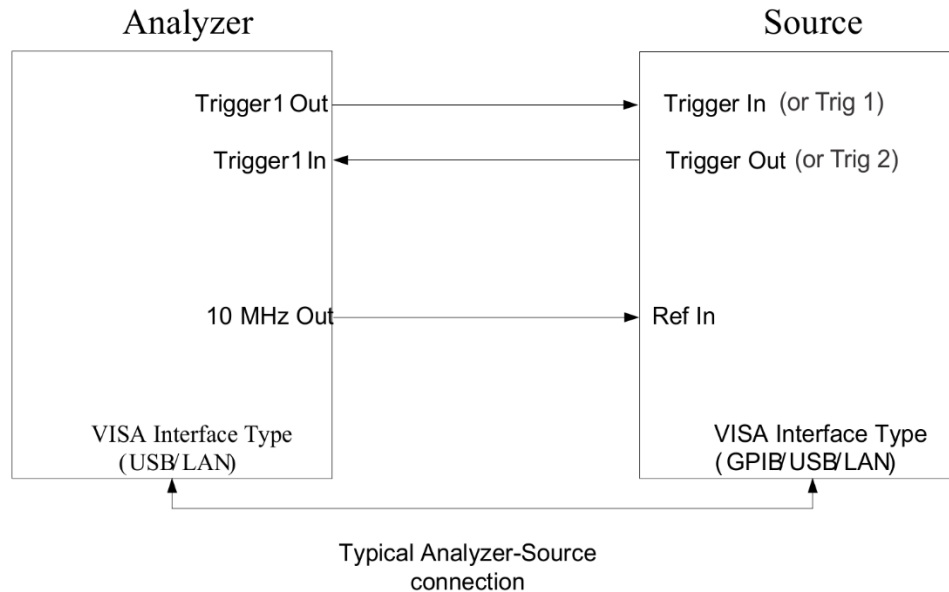 Analyzer
Source
Trigger1 Out
Trigger In (or Trig 1)
Trigger1 In
Trigger Out (or Trig 2)
10 MHz Out
Ref In
VISA Interface Type
(USB/LAN)
VISA Interface Type
(GPIB/USB/LAN)
Typical Analyzer-Source
connection